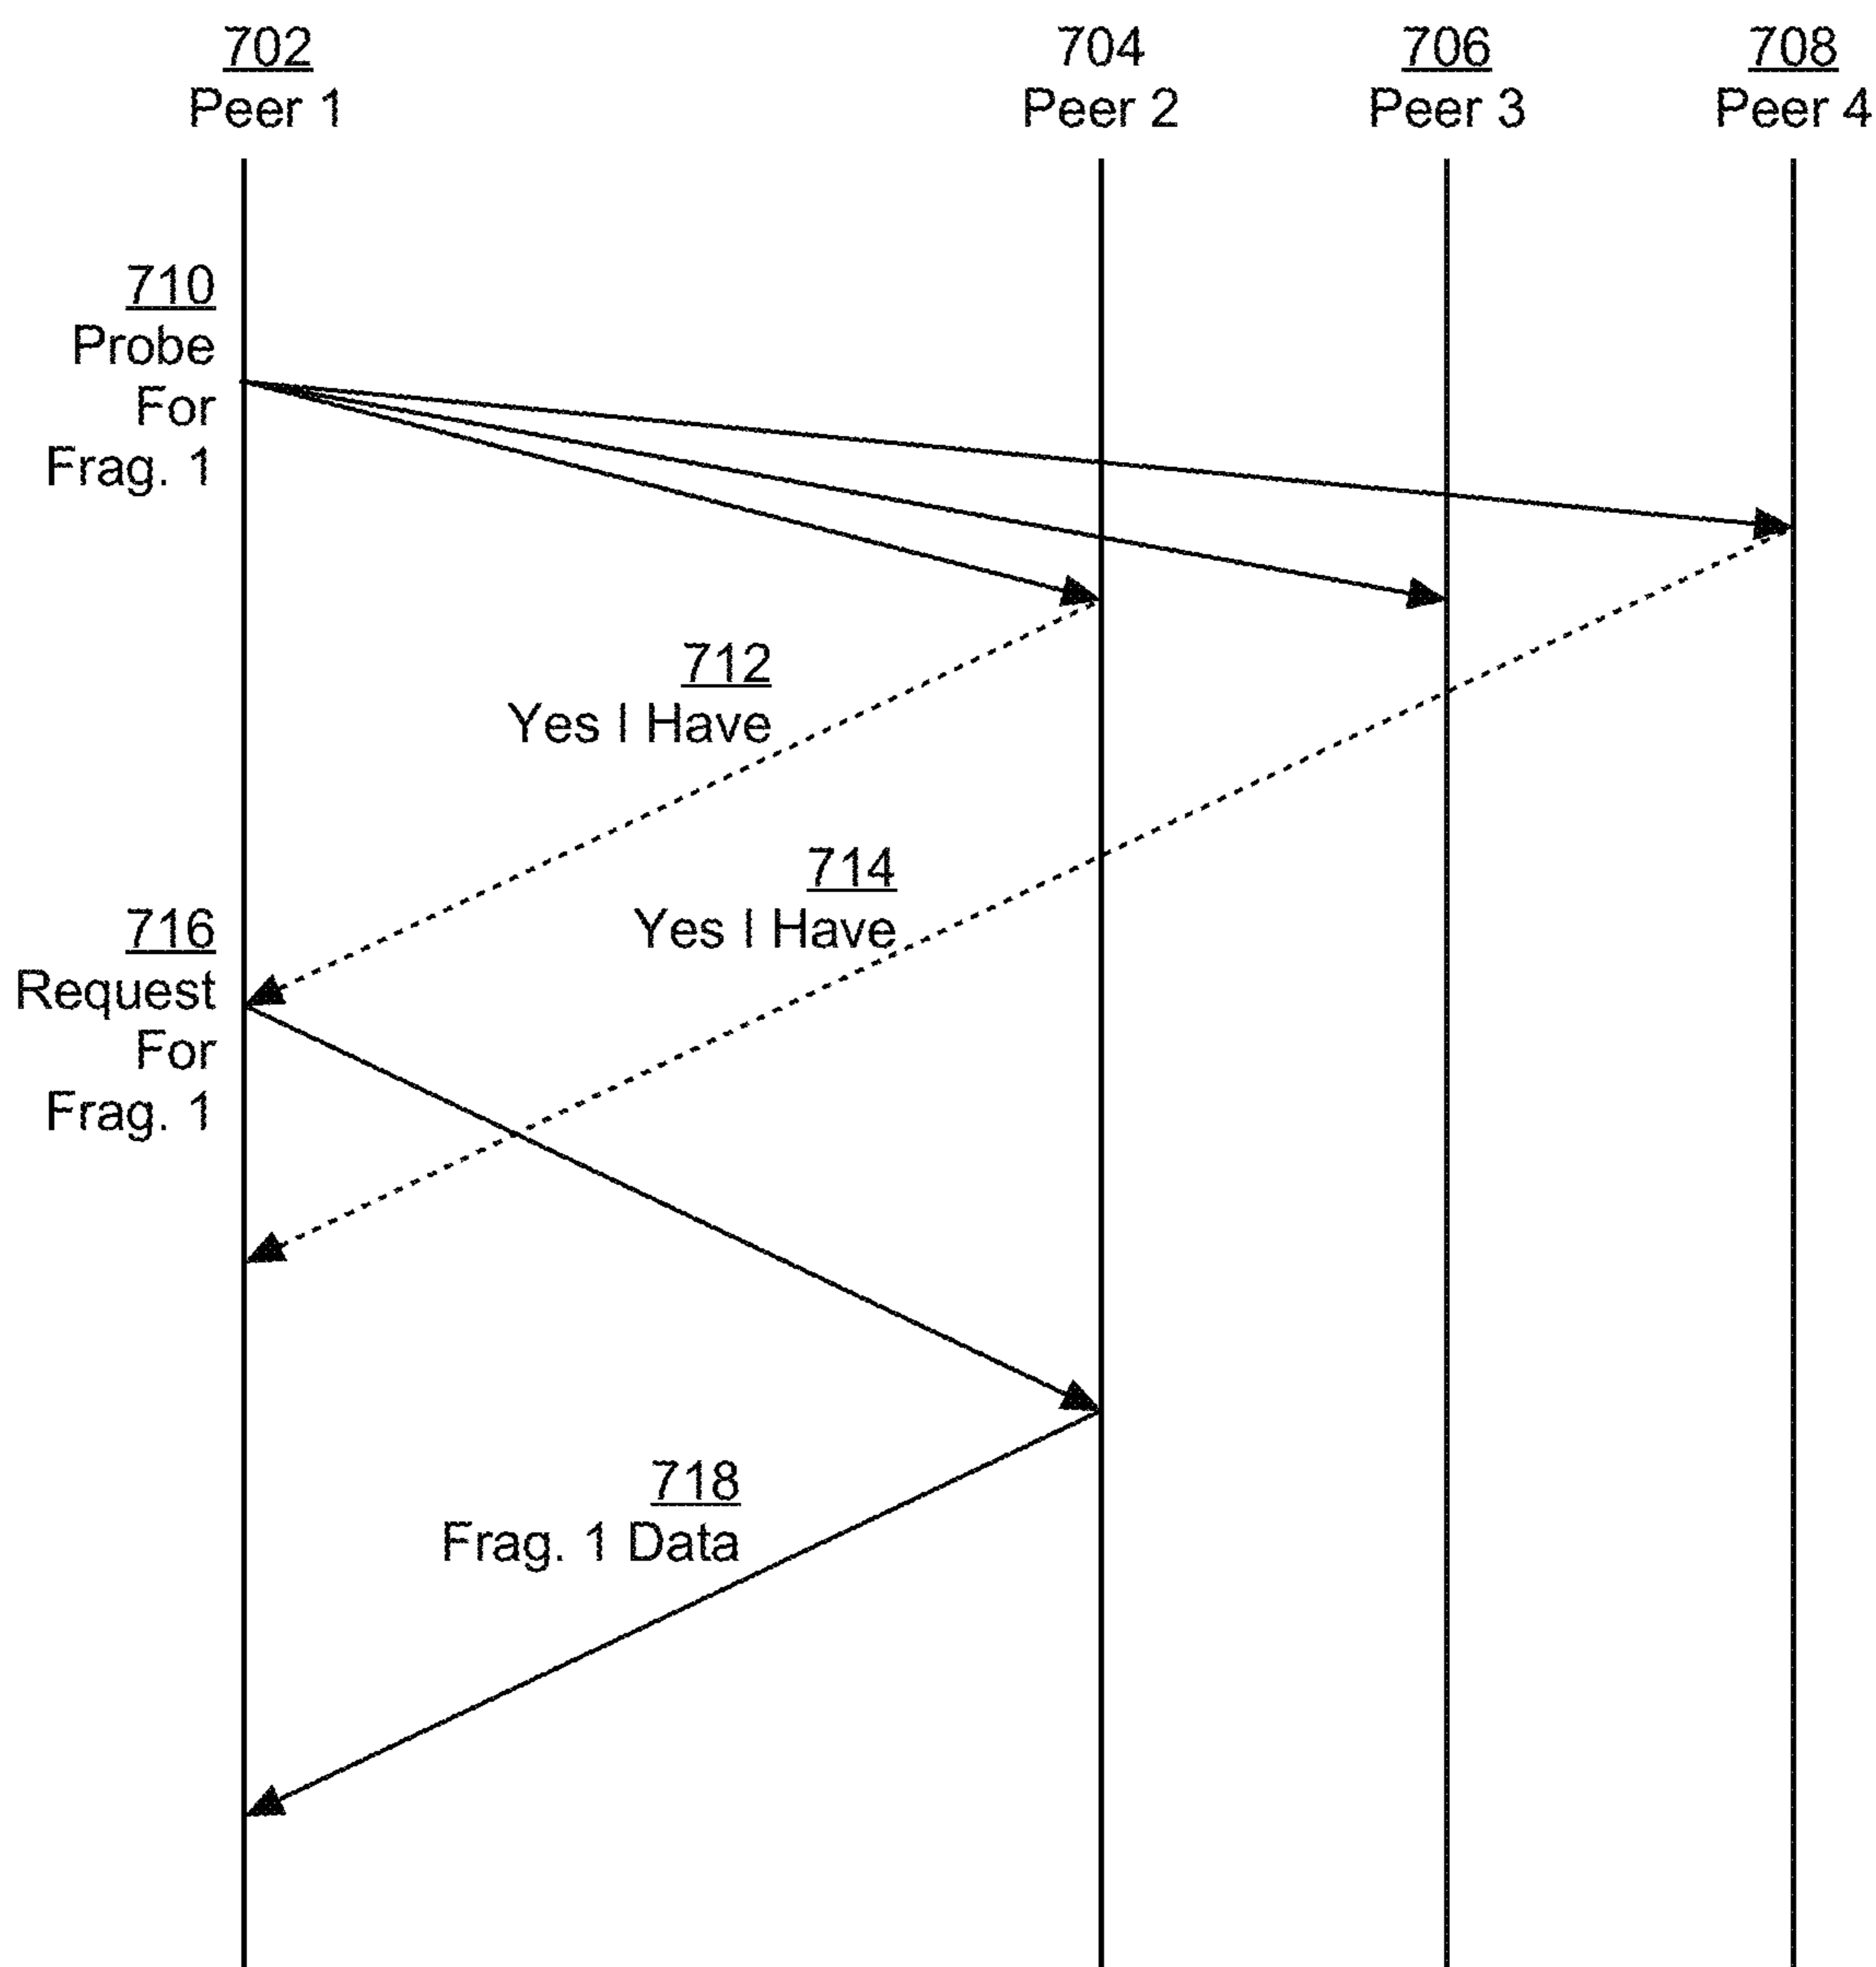 702
Peer 1
704
Peer 2
706
Peer 3
708
Peer 4
710
Probe
For
Frag. 1
712
Yes I Have
714
Yes I Have
716
Request
For
Frag. 1
718
Frag. 1 Data